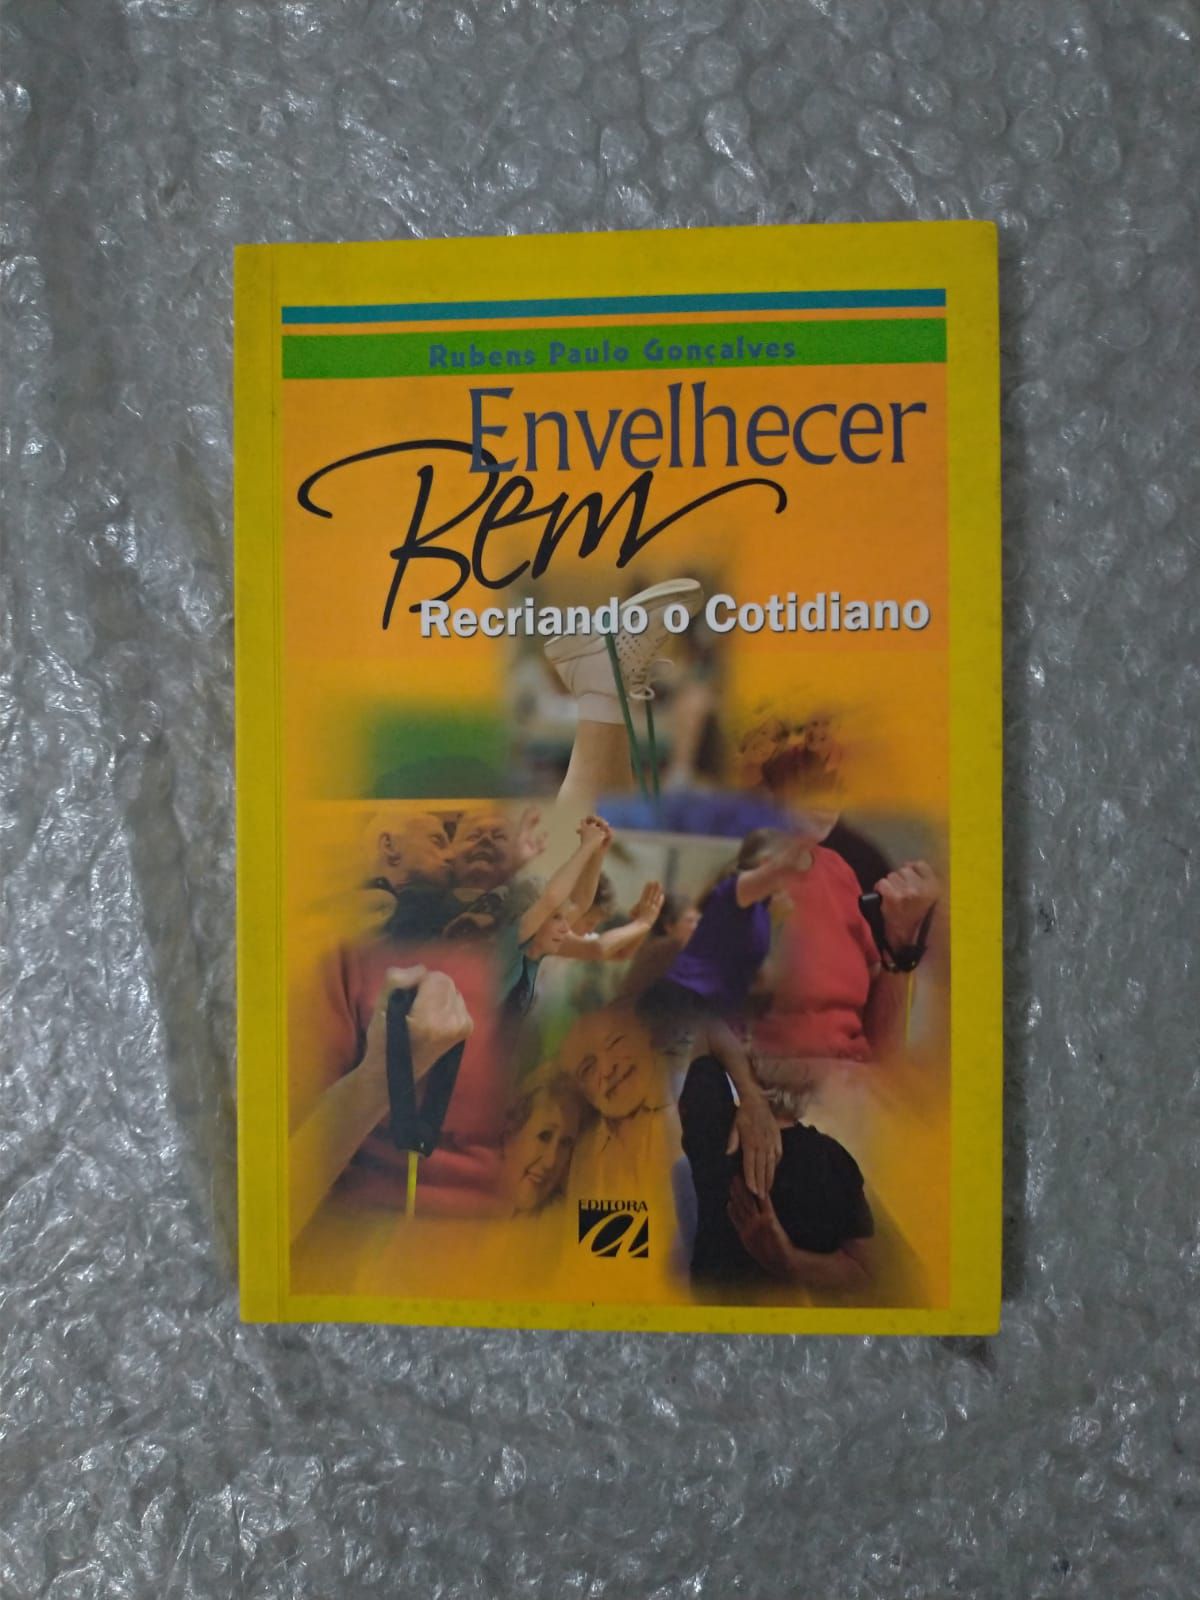 Rubens Paulo Gonçalves
Envelhecer
Bem
Recriando o Cotidiano
EDITORA
a